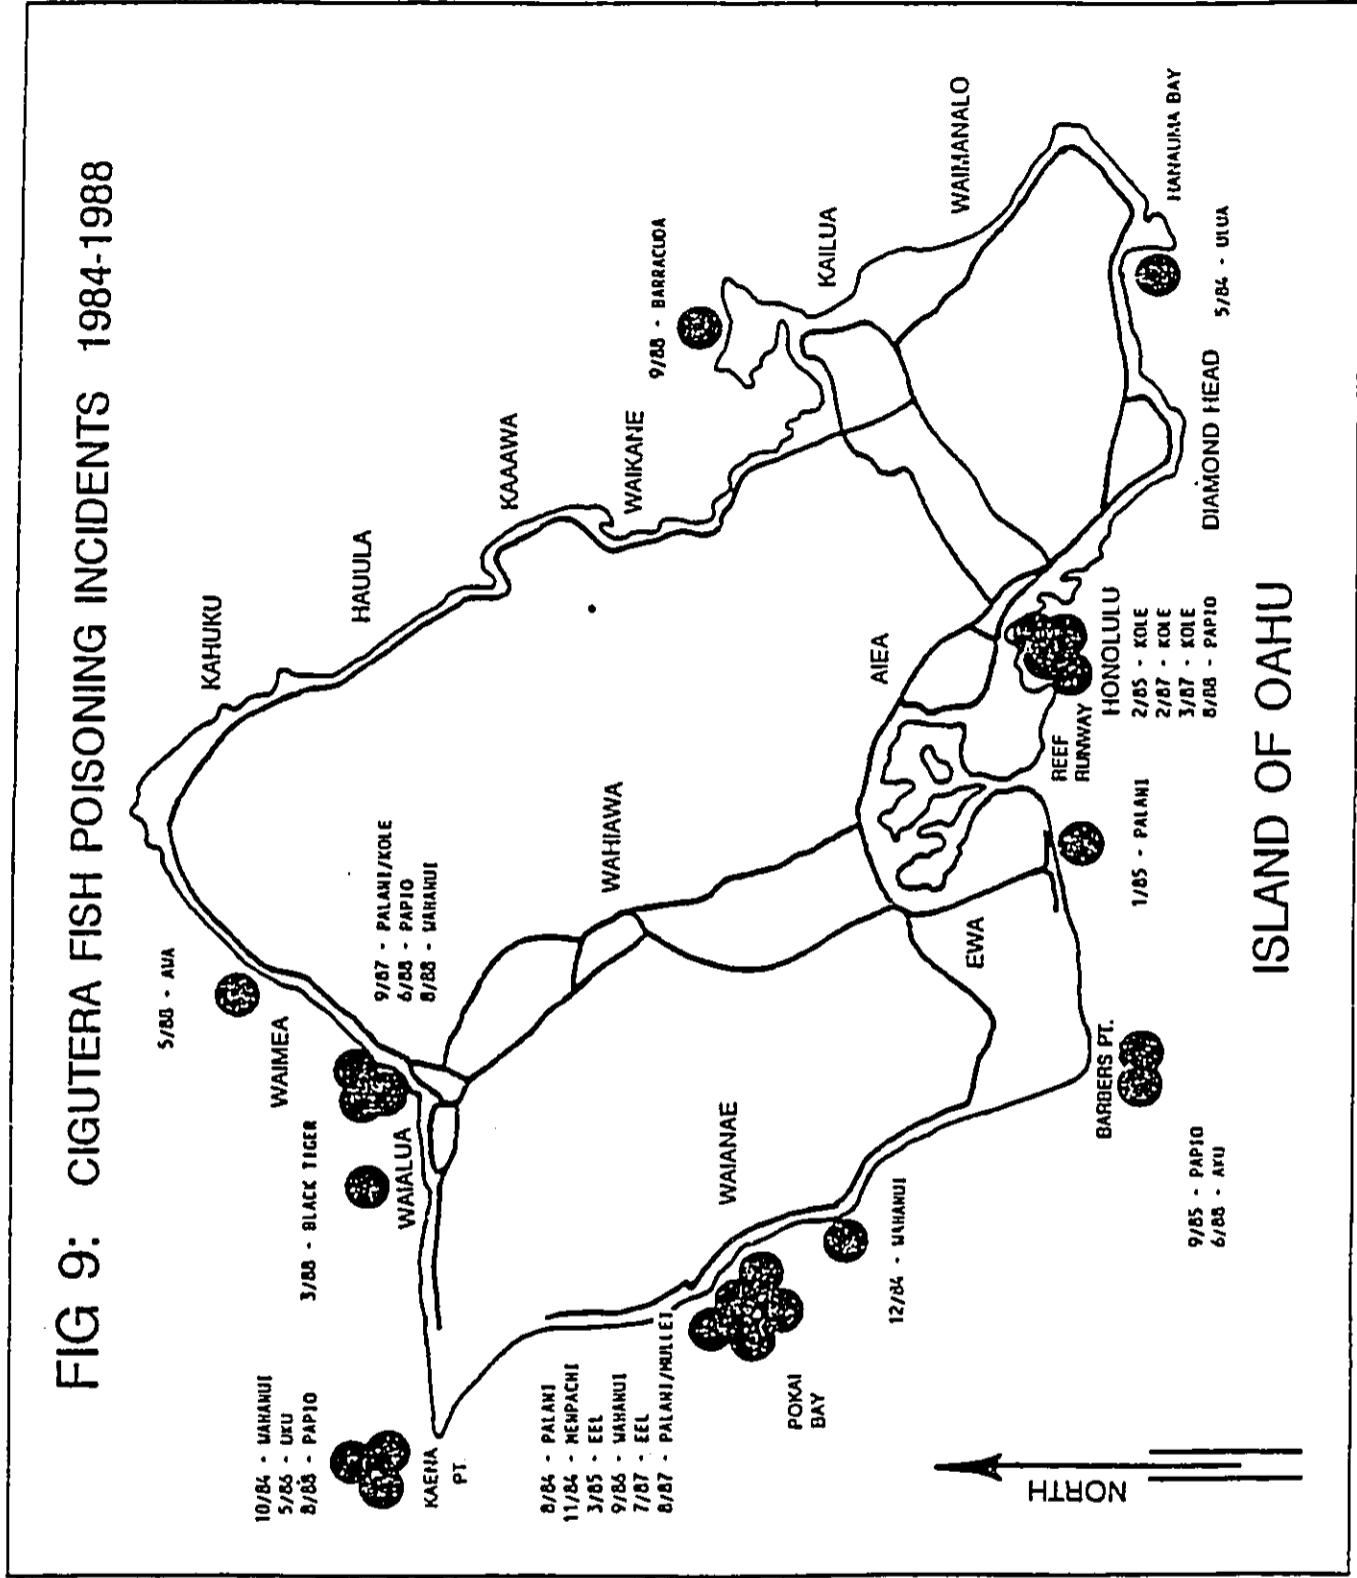 FIG 9: CIGUTERA FISH POISONING INCIDENTS 1984-1988
10/84 - WAHANUI
5/86 - UKU
8/88 - PAPIO
KAENA
PT.
3/88 - BLACK TIGER
WAIALUA
WAIMEA
5/88 - AWA
9/87 - PALANI/KOLE
6/88 - PAPIO
8/88 - WAHANUI
KAHUKU
HAUULA
KAAAWA
WAIKANE
9/88 - BARRACUDA
KAILUA
WAIMANALO
HANAUMA BAY
5/84 - ULUA
DIAMOND HEAD
WAHIAWA
AIEA
HONOLULU
2/85 - KOLE
2/87 - KOLE
3/87 - KOLE
8/88 - PAPIO
REEF
RUNWAY
1/85 - PALANI
EWA
BARBERS PT.
9/85 - PAPIO
6/88 - AKU
WAIANAE
12/84 - WAHANUI
8/84 - PALANI
11/84 - MENPACHI
3/85 - EEL
9/86 - WAHANUI
7/87 - EEL
8/87 - PALANI/MULLET
POKAI
BAY
NORTH
ISLAND OF OAHU